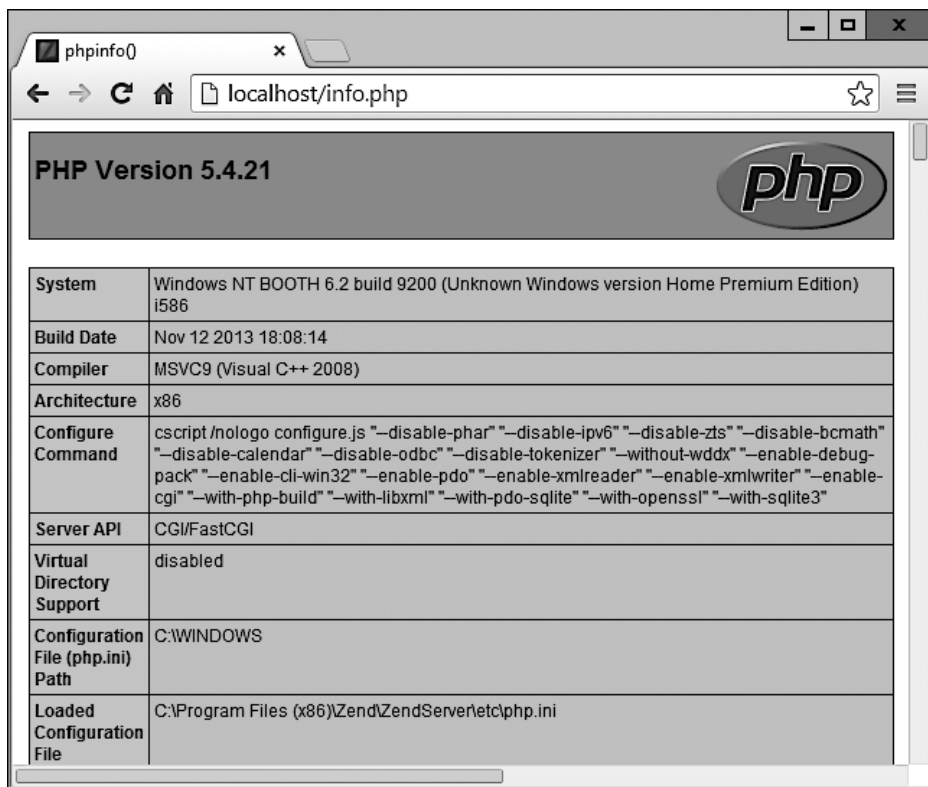 phpinfo()
localhost/info.php
PHP Version 5.4.21
php
System
Windows NT BOOTH 6.2 build 9200 (Unknown Windows version Home Premium Edition)
i586
Build Date
Nov 12 2013 18:08:14
Compiler
MSVC9 (Visual C++ 2008)
Architecture
x86
Configure
Command
cscript /nologo configure.js "--disable-phar" "--disable-ipv6" "--disable-zts" "--disable-bcmath"
"--disable-calendar" "--disable-odbc" "--disable-tokenizer" "--without-wddx" "--enable-debug-
pack" "--enable-cli-win32" "--enable-pdo" "--enable-xmlreader" "--enable-xmlwriter" "--enable-
cgi" "--with-php-build" "--with-libxml" "--with-pdo-sqlite" "--with-openssl" "--with-sqlite3"
Server API
CGI/FastCGI
Virtual
Directory
Support
disabled
Configuration
File (php.ini)
Path
C:\WINDOWS
Loaded
Configuration
File
C:\Program Files (x86)\Zend\ZendServer\etc\php.ini